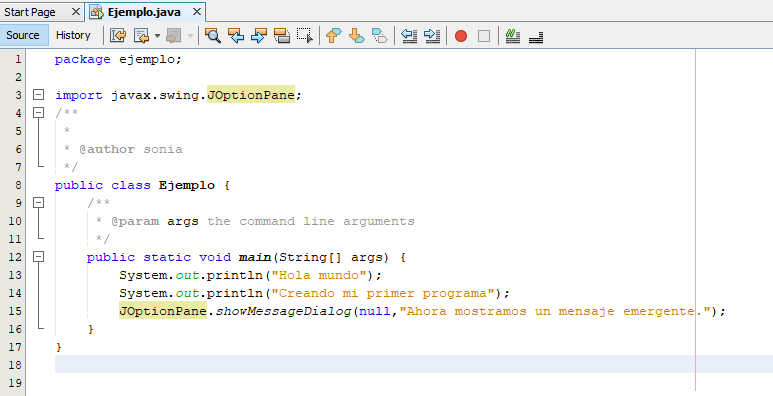 Start Page
Ejemplo.java
Source History
1 package ejemplo;
2
3 import javax.swing.JOptionPane;
4 /**
5 *
6 * @author sonia
7 */
8 public class Ejemplo {
9 /**
10 * @param args the command line arguments
11 */
12 public static void main(String[] args) {
13 System.out.println("Hola mundo");
14 System.out.println("Creando mi primer programa");
15 JOptionPane.showMessageDialog(null,"Ahora mostramos un mensaje emergente.");
16 }
17 }
18
19